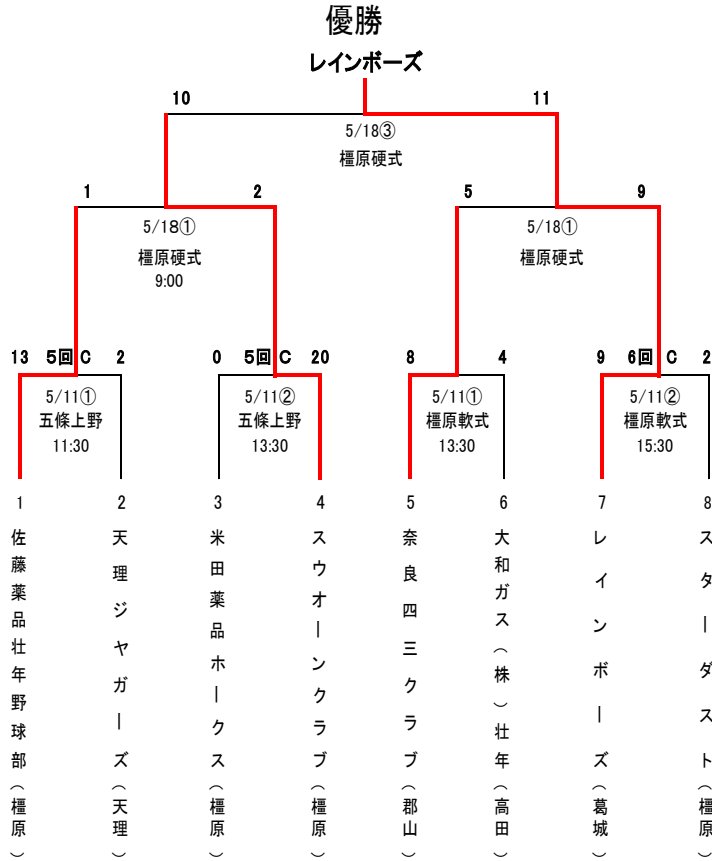 優勝
レインボーズ
10 11
5/18③
橿原硬式
1 2 5 9
5/18① 5/18①
橿原硬式 橿原硬式
9:00
13 5回 C 2 0 5回 C 20 8 4 9 6回 C 2
5/11① 5/11② 5/11① 5/11②
五條上野 五條上野 橿原軟式 橿原軟式
11:30 13:30 13:30 15:30
1 2 3 4 5 6 7 8
佐藤薬品壮年野球部(橿原)
天理ジヤガーズ(天理)
米田薬品ホークス(橿原)
スウオーンクラブ(橿原)
奈良四三クラブ(郡山)
大和ガス(株)壮年(高田)
レインボーズ(葛城)
スターダスト(橿原)